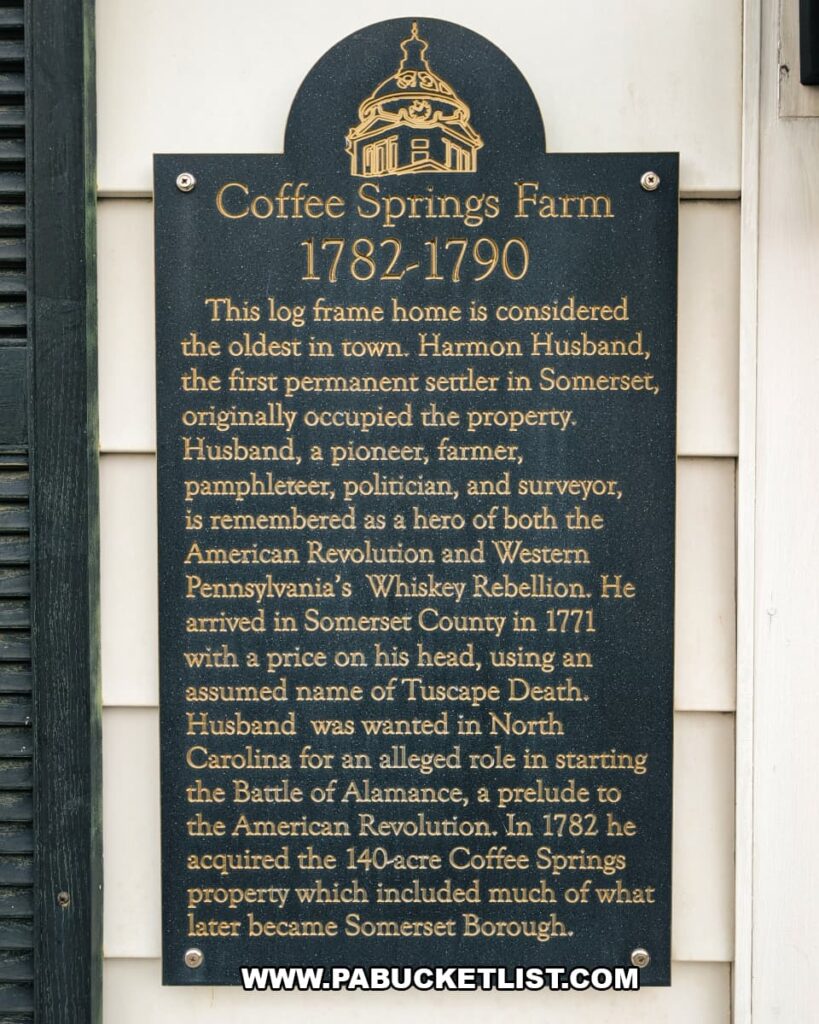 Coffee Springs Farm
1782-1790
This log frame home is considered
the oldest in town. Harmon Husband,
the first permanent settler in Somerset,
originally occupied the property.
Husband, a pioneer, farmer,
pamphleteer, politician, and surveyor,
is remembered as a hero of both the
American Revolution and Western
Pennsylvania's Whiskey Rebellion. He
arrived in Somerset County in 1771
with a price on his head, using an
assumed name of Tuscape Death.
Husband was wanted in North
Carolina for an alleged role in starting
the Battle of Alamance, a prelude to
the American Revolution. In 1782 he
acquired the 140-acre Coffee Springs
property which included much of what
later became Somerset Borough.
WWW.PABUCKETLIST.COM